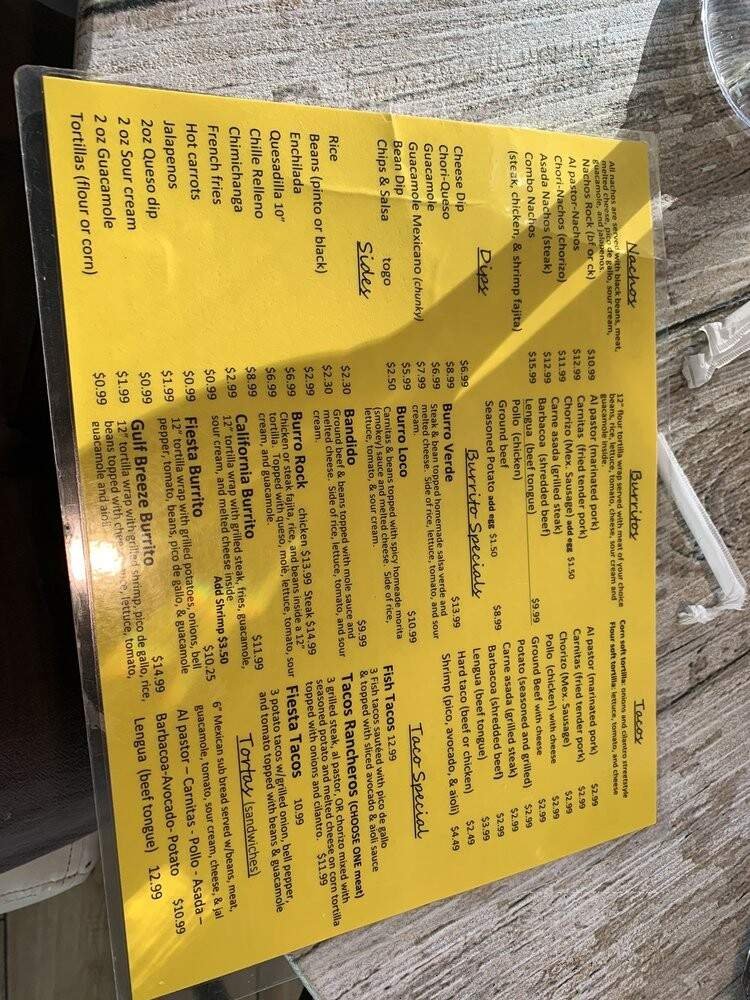 Nachos
All nachos are served with black beans, meat,
melted cheese, pico de gallo, sour cream,
guacamole, and jalapenos.
Nachos Rock (bf or ck) $10.99
Al pastor-Nachos $12.99
Chori-Nachos (chorizo) $11.99
Asada Nachos (steak) $12.99
Combo Nachos $15.99
(steak, chicken, & shrimp fajita)
Dips
Cheese Dip $6.99
Chori-Queso $8.99
Guacamole $7.99
Guacamole Mexicano (chunky) $5.99
Bean Dip $2.50
Chips & Salsa togo
Sides
Rice $2.30
Beans (pinto or black) $2.30
Enchilada $2.99
Quesadilla 10" $6.99
Chille Relleno $6.99
Chimichanga $8.99
French fries $2.99
Hot carrots $0.99
Jalapenos $0.99
2oz Queso dip $1.99
2 oz Sour cream $0.99
2 oz Guacamole $1.99
Tortillas (flour or corn) $0.99
Burritos
12" flour tortilla wrap served with meat of your choice
beans, rice, lettuce, tomato, cheese, sour cream and
guacamole inside.
Al pastor (marinated pork)
Carnitas (fried tender pork)
Chorizo (Mex. Sausage) add egg $1.50
Carne asada (grilled steak)
Barbacoa (shredded beef)
Lengua (beef tongue) $9.99
Pollo (chicken)
Ground beef
Seasoned Potato add egg $1.50 $8.99
Burrito Specials
Burro Verde $13.99
Steak & bean topped homemade salsa verde and
melted cheese. Side of rice, lettuce, tomato, and sour
cream.
Burro Loco $10.99
Carnitas & beans topped with spicy homeade morita
(smokey) sauce and melted cheese. Side of rice,
lettuce, tomato, & sour cream.
Bandido $9.99
Ground beef & beans topped with mole sauce and
melted cheese. Side of rice, lettuce, tomato, and sour
cream.
Burro Rock chicken $13.99 Steak $14.99
Chicken or steak fajita, rice, and beans inside a 12"
tortilla. Topped with queso, mole, lettuce, tomato, sour
cream, and guacamole.
California Burrito $11.99
12" tortilla wrap with grilled steak, fries, guacamole,
sour cream, and melted cheese inside
Add Shrimp $3.50
Fiesta Burrito $10.25
12" tortilla wrap with grilled potatoes, onions, bell
pepper, tomato, beans, pico de gallo, & guacamole
Gulf Breeze Burrito $14.99
12" tortilla wrap with grilled shrimp, pico de gallo, rice,
beans topped with lettuce, tomato,
guacamole and aioli
Tacos
Corn soft tortilla: onions and cilantro streetstyle
Flour soft tortilla: lettuce, tomato, and cheese
Al pastor (marinated pork) $2.99
Carnitas (fried tender pork) $2.99
Chorizo (Mex. Sausage) $2.99
Pollo (chicken) with cheese $2.99
Ground Beef with cheese $2.99
Potato (seasoned and grilled) $2.99
Carne asada (grilled steak) $2.99
Barbacoa (shredded beef) $2.99
Lengua (beef tongue) $3.99
Hard taco (beef or chicken) $2.49
Shrimp (pico, avocado, & aioli) $4.49
Taco Special
Fish Tacos 12.99
3 Fish tacos sautéed with pico de gallo
& topped with sliced avocado & aioli sauce
Tacos Rancheros (CHOOSE ONE meat)
3 grilled steak, al pastor, OR chorizo mixed with
seasoned potato and melted cheese on corn tortilla
topped with onions and cilantro. $11.99
Fiesta Tacos 10.99
3 potato tacos w/grilled onion, bell pepper,
and tomato topped with beans & guacamole
Tortas (sandwiches)
6" Mexican sub bread served w/beans, meat,
guacamole, tomato, sour cream, cheese, & jal
Al pastor – Carnitas - Pollo - Asada –
Barbacoa-Avocado- Potato $10.99
Lengua (beef tongue) 12.99